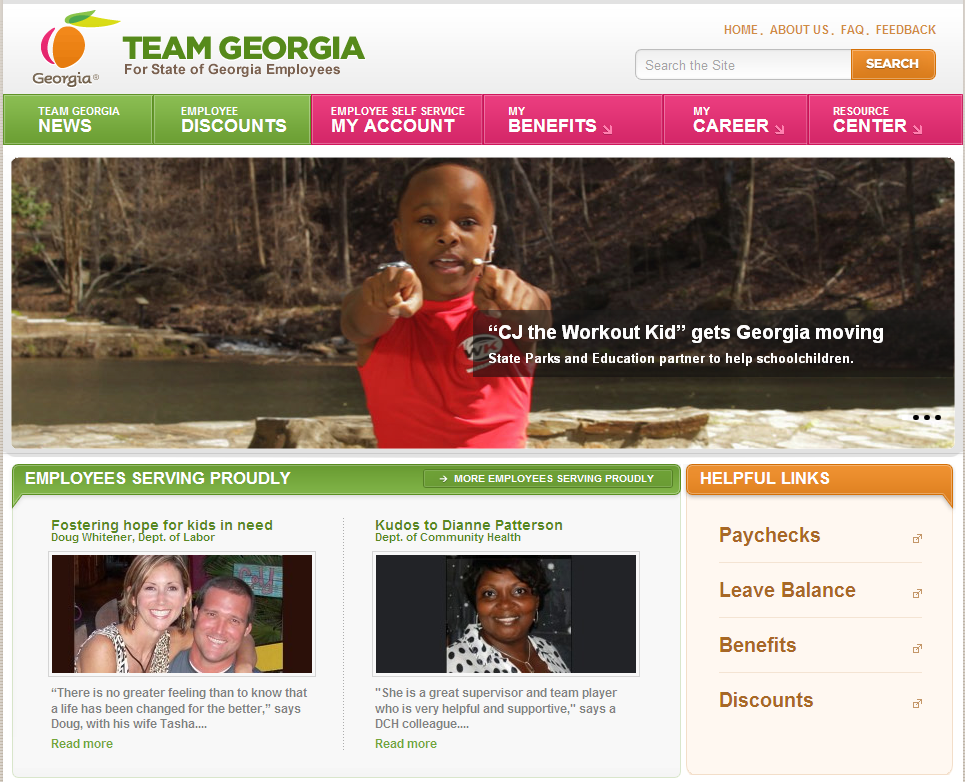 Georgia®
TEAM GEORGIA
For State of Georgia Employees
HOME. ABOUT US. FAQ. FEEDBACK
Search the Site
SEARCH
TEAM GEORGIA
NEWS
EMPLOYEE
DISCOUNTS
EMPLOYEE SELF SERVICE
MY ACCOUNT
MY
BENEFITS
MY
CAREER
RESOURCE
CENTER
WK
“CJ the Workout Kid” gets Georgia moving
State Parks and Education partner to help schoolchildren.
EMPLOYEES SERVING PROUDLY
→ MORE EMPLOYEES SERVING PROUDLY
Fostering hope for kids in need
Doug Whitener, Dept. of Labor
“There is no greater feeling than to know that
a life has been changed for the better,” says
Doug, with his wife Tasha....
Read more
Kudos to Dianne Patterson
Dept. of Community Health
"She is a great supervisor and team player
who is very helpful and supportive," says a
DCH colleague....
Read more
HELPFUL LINKS
Paychecks
Leave Balance
Benefits
Discounts